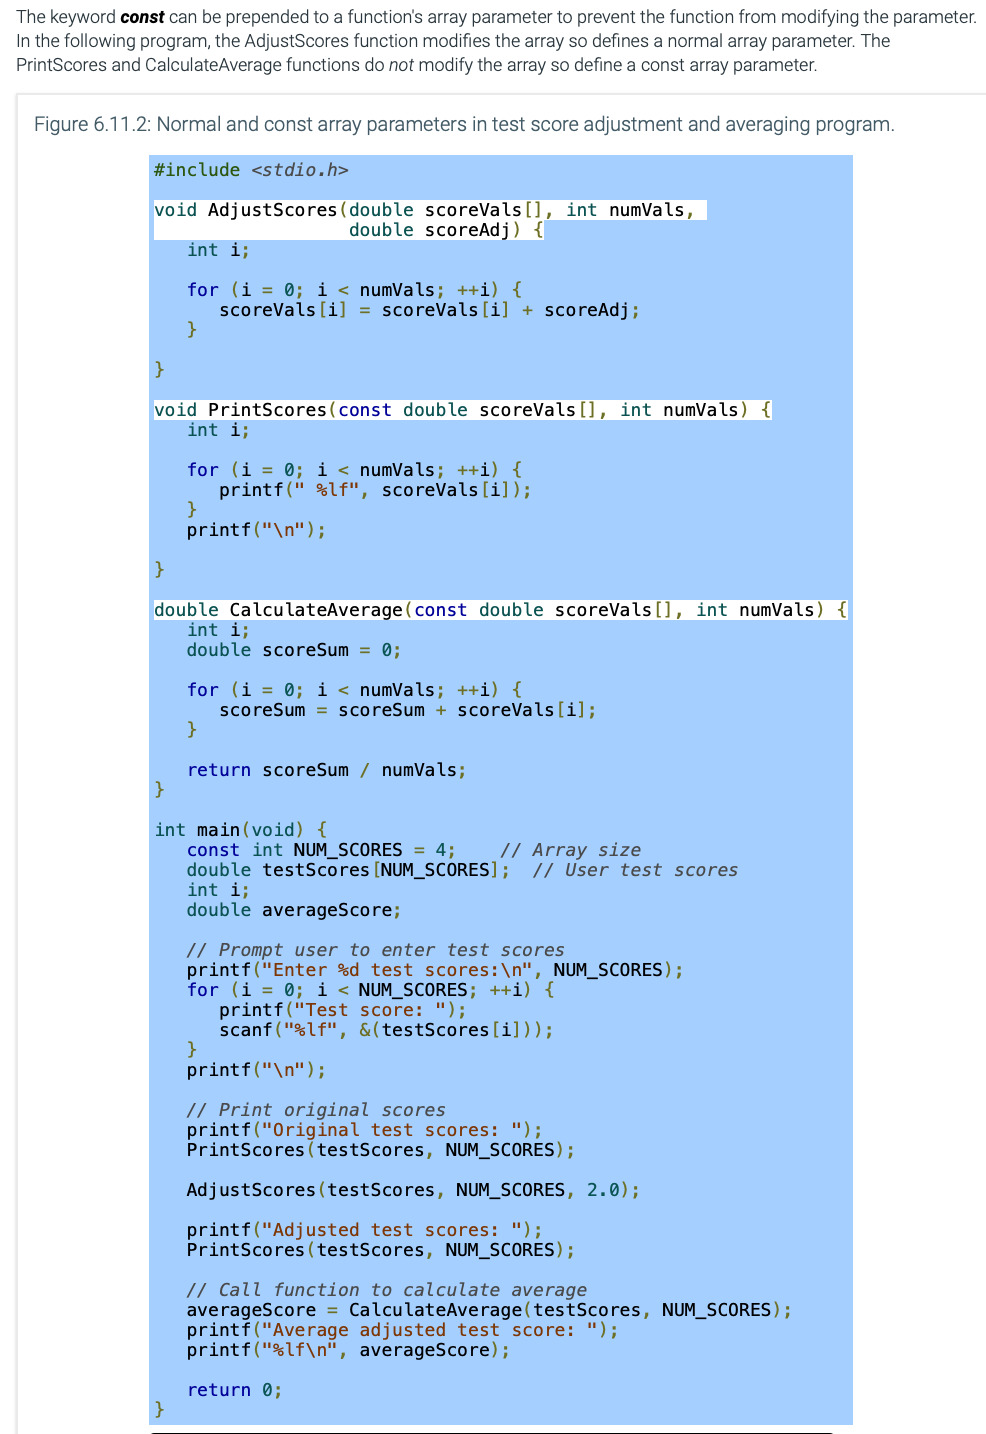 The keyword const can be prepended to a function's array parameter to prevent the function from modifying the parameter.
In the following program, the AdjustScores function modifies the array so defines a normal array parameter. The
PrintScores and CalculateAverage functions do not modify the array so define a const array parameter.
Figure 6.11.2: Normal and const array parameters in test score adjustment and averaging program.
#include <stdio.h>
void AdjustScores(double scoreVals[], int numVals,
                  double scoreAdj) {
   int i;
   for (i = 0; i < numVals; ++i) {
      scoreVals[i] = scoreVals[i] + scoreAdj;
   }
}
void PrintScores(const double scoreVals[], int numVals) {
   int i;
   for (i = 0; i < numVals; ++i) {
      printf(" %lf", scoreVals[i]);
   }
   printf("\n");
}
double CalculateAverage(const double scoreVals[], int numVals) {
   int i;
   double scoreSum = 0;
   for (i = 0; i < numVals; ++i) {
      scoreSum = scoreSum + scoreVals[i];
   }
   return scoreSum / numVals;
}
int main(void) {
   const int NUM_SCORES = 4;    // Array size
   double testScores[NUM_SCORES];  // User test scores
   int i;
   double averageScore;
   // Prompt user to enter test scores
   printf("Enter %d test scores:\n", NUM_SCORES);
   for (i = 0; i < NUM_SCORES; ++i) {
      printf("Test score: ");
      scanf("%lf", &(testScores[i]));
   }
   printf("\n");
   // Print original scores
   printf("Original test scores: ");
   PrintScores(testScores, NUM_SCORES);
   AdjustScores(testScores, NUM_SCORES, 2.0);
   printf("Adjusted test scores: ");
   PrintScores(testScores, NUM_SCORES);
   // Call function to calculate average
   averageScore = CalculateAverage(testScores, NUM_SCORES);
   printf("Average adjusted test score: ");
   printf("%lf\n", averageScore);
   return 0;
}